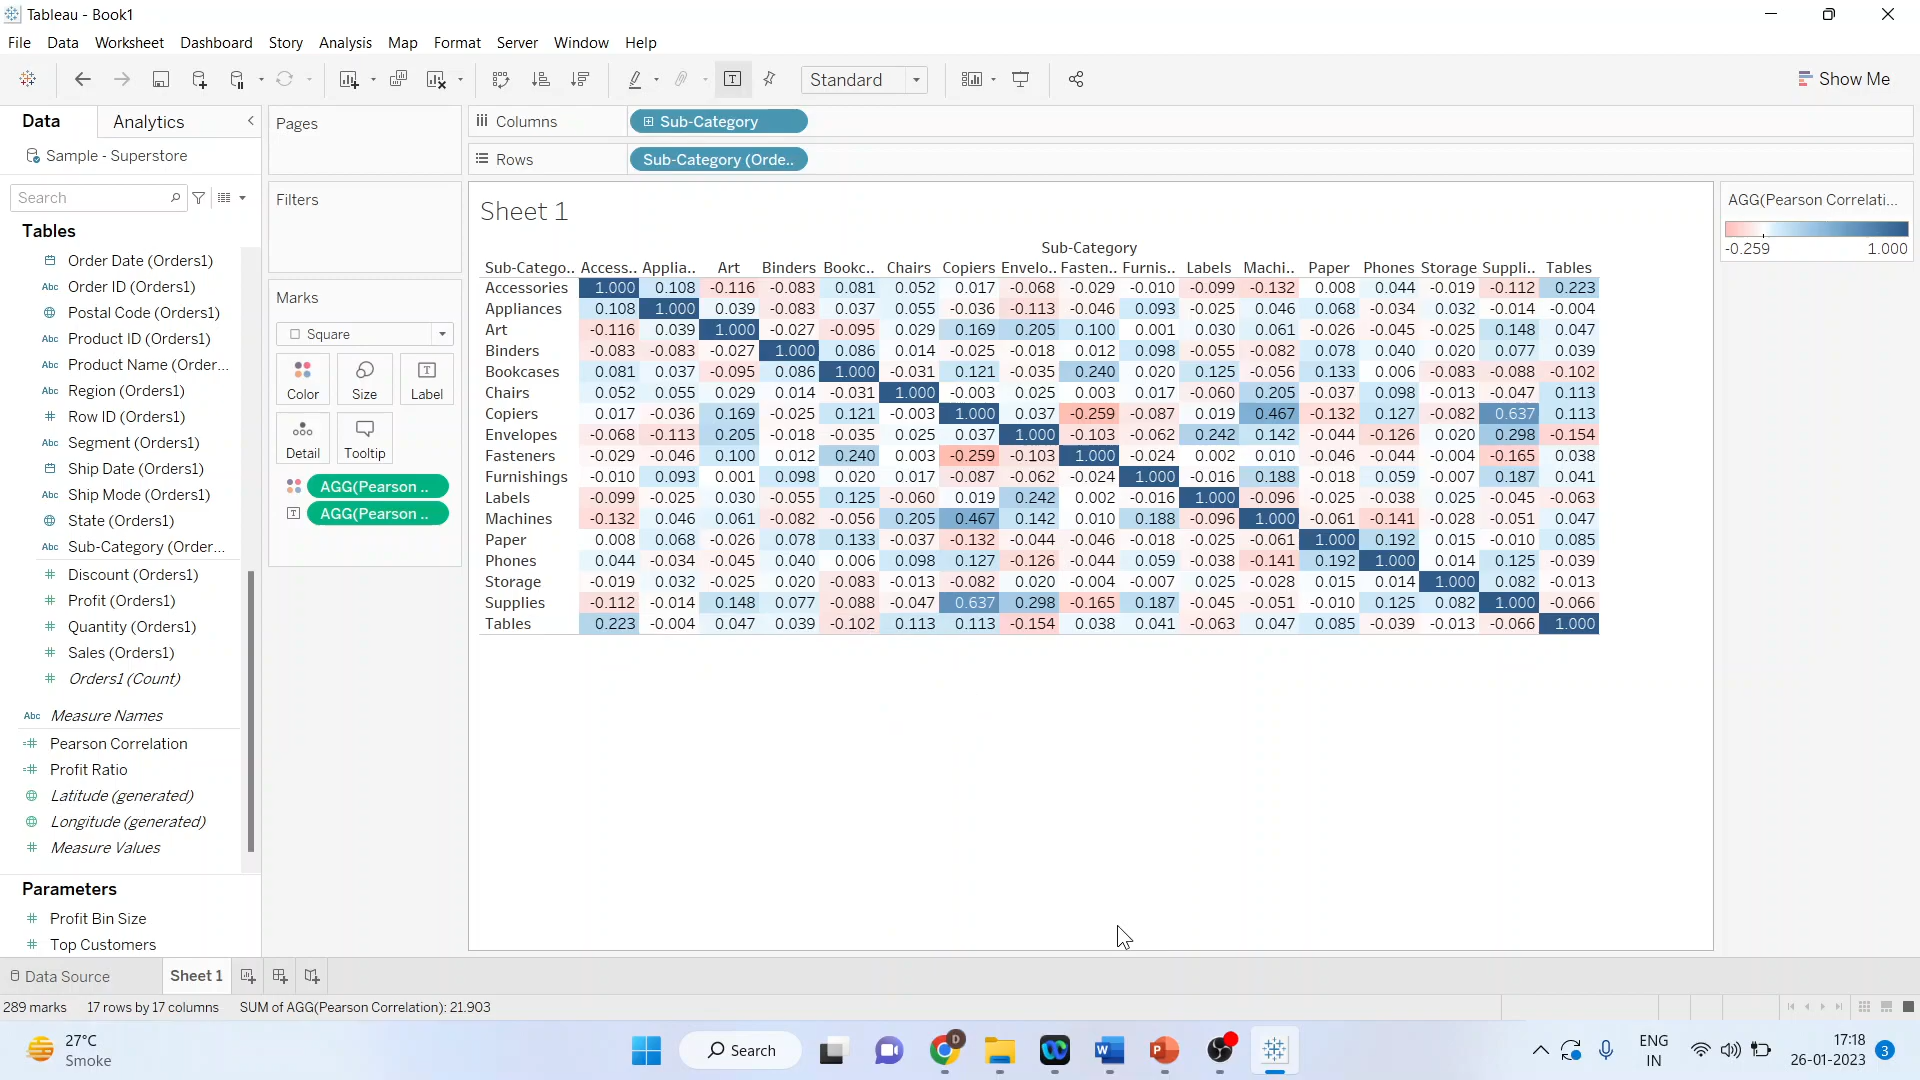 Tableau - Book1
File Data Worksheet Dashboard Story Analysis Map Format Server Window Help
Standard
Show Me
Data Analytics
Sample - Superstore
Search
Tables
Order Date (Orders1)
Order ID (Orders1)
Postal Code (Orders1)
Product ID (Orders1)
Product Name (Order...
Region (Orders1)
Row ID (Orders1)
Segment (Orders1)
Ship Date (Orders1)
Ship Mode (Orders1)
State (Orders1)
Sub-Category (Order...
Discount (Orders1)
Profit (Orders1)
Quantity (Orders1)
Sales (Orders1)
Orders1 (Count)
Measure Names
Pearson Correlation
Profit Ratio
Latitude (generated)
Longitude (generated)
Measure Values
Parameters
Profit Bin Size
Top Customers
Pages
Filters
Marks
Square
Color Size Label
Detail Tooltip
AGG(Pearson ..
AGG(Pearson ..
Columns Sub-Category
Rows Sub-Category (Orde..
Sheet 1
Sub-Category
Sub-Catego.. Access.. Applia.. Art Binders Bookc.. Chairs Copiers Envelo.. Fasten.. Furnis.. Labels Machi.. Paper Phones Storage Suppli.. Tables
Accessories 1.000 0.108 -0.116 -0.083 0.081 0.052 0.017 -0.068 -0.029 -0.010 -0.099 -0.132 0.008 0.044 -0.019 -0.112 0.223
Appliances 0.108 1.000 0.039 -0.083 0.037 0.055 -0.036 -0.113 -0.046 0.093 -0.025 0.046 0.068 -0.034 0.032 -0.014 -0.004
Art -0.116 0.039 1.000 -0.027 -0.095 0.029 0.169 0.205 0.100 0.001 0.030 0.061 -0.026 -0.045 -0.025 0.148 0.047
Binders -0.083 -0.083 -0.027 1.000 0.086 0.014 -0.025 -0.018 0.012 0.098 -0.055 -0.082 0.078 0.040 0.020 0.077 0.039
Bookcases 0.081 0.037 -0.095 0.086 1.000 -0.031 0.121 -0.035 0.240 0.020 0.125 -0.056 0.133 0.006 -0.083 -0.088 -0.102
Chairs 0.052 0.055 0.029 0.014 -0.031 1.000 -0.003 0.025 0.003 0.017 -0.060 0.205 -0.037 0.098 -0.013 -0.047 0.113
Copiers 0.017 -0.036 0.169 -0.025 0.121 -0.003 1.000 0.037 -0.259 -0.087 0.019 0.467 -0.132 0.127 -0.082 0.637 0.113
Envelopes -0.068 -0.113 0.205 -0.018 -0.035 0.025 0.037 1.000 -0.103 -0.062 0.242 0.142 -0.044 -0.126 0.020 0.298 -0.154
Fasteners -0.029 -0.046 0.100 0.012 0.240 0.003 -0.259 -0.103 1.000 -0.024 0.002 0.010 -0.046 -0.044 -0.004 -0.165 0.038
Furnishings -0.010 0.093 0.001 0.098 0.020 0.017 -0.087 -0.062 -0.024 1.000 -0.016 0.188 -0.018 0.059 -0.007 0.187 0.041
Labels -0.099 -0.025 0.030 -0.055 0.125 -0.060 0.019 0.242 0.002 -0.016 1.000 -0.096 -0.025 -0.038 0.025 -0.045 -0.063
Machines -0.132 0.046 0.061 -0.082 -0.056 0.205 0.467 0.142 0.010 0.188 -0.096 1.000 -0.061 -0.141 -0.028 -0.051 0.047
Paper 0.008 0.068 -0.026 0.078 0.133 -0.037 -0.132 -0.044 -0.046 -0.018 -0.025 -0.061 1.000 0.192 0.015 -0.010 0.085
Phones 0.044 -0.034 -0.045 0.040 0.006 0.098 0.127 -0.126 -0.044 0.059 -0.038 -0.141 0.192 1.000 0.014 0.125 -0.039
Storage -0.019 0.032 -0.025 0.020 -0.083 -0.013 -0.082 0.020 -0.004 -0.007 0.025 -0.028 0.015 0.014 1.000 0.082 -0.013
Supplies -0.112 -0.014 0.148 0.077 -0.088 -0.047 0.637 0.298 -0.165 0.187 -0.045 -0.051 -0.010 0.125 0.082 1.000 -0.066
Tables 0.223 -0.004 0.047 0.039 -0.102 0.113 0.113 -0.154 0.038 0.041 -0.063 0.047 0.085 -0.039 -0.013 -0.066 1.000
AGG(Pearson Correlati...
-0.259 1.000
Data Source Sheet 1
289 marks 17 rows by 17 columns SUM of AGG(Pearson Correlation): 21.903
27°C
Smoke
Search
ENG
IN
17:18
26-01-2023
3